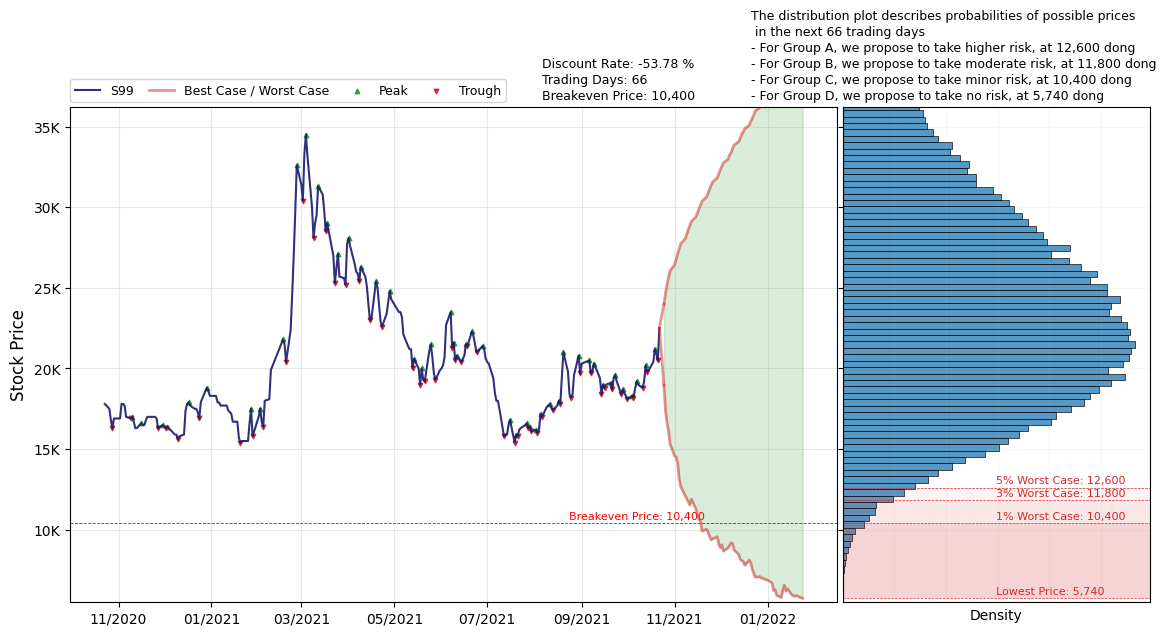 The distribution plot describes probabilities of possible prices
in the next 66 trading days
- For Group A, we propose to take higher risk, at 12,600 dong
- For Group B, we propose to take moderate risk, at 11,800 dong
- For Group C, we propose to take minor risk, at 10,400 dong
- For Group D, we propose to take no risk, at 5,740 dong
Discount Rate: -53.78 %
Trading Days: 66
Breakeven Price: 10,400
S99 Best Case / Worst Case Peak Trough
Stock Price
35K
30K
25K
20K
15K
10K
Breakeven Price: 10,400
5% Worst Case: 12,600
3% Worst Case: 11,800
1% Worst Case: 10,400
Lowest Price: 5,740
11/2020 01/2021 03/2021 05/2021 07/2021 09/2021 11/2021 01/2022
Density